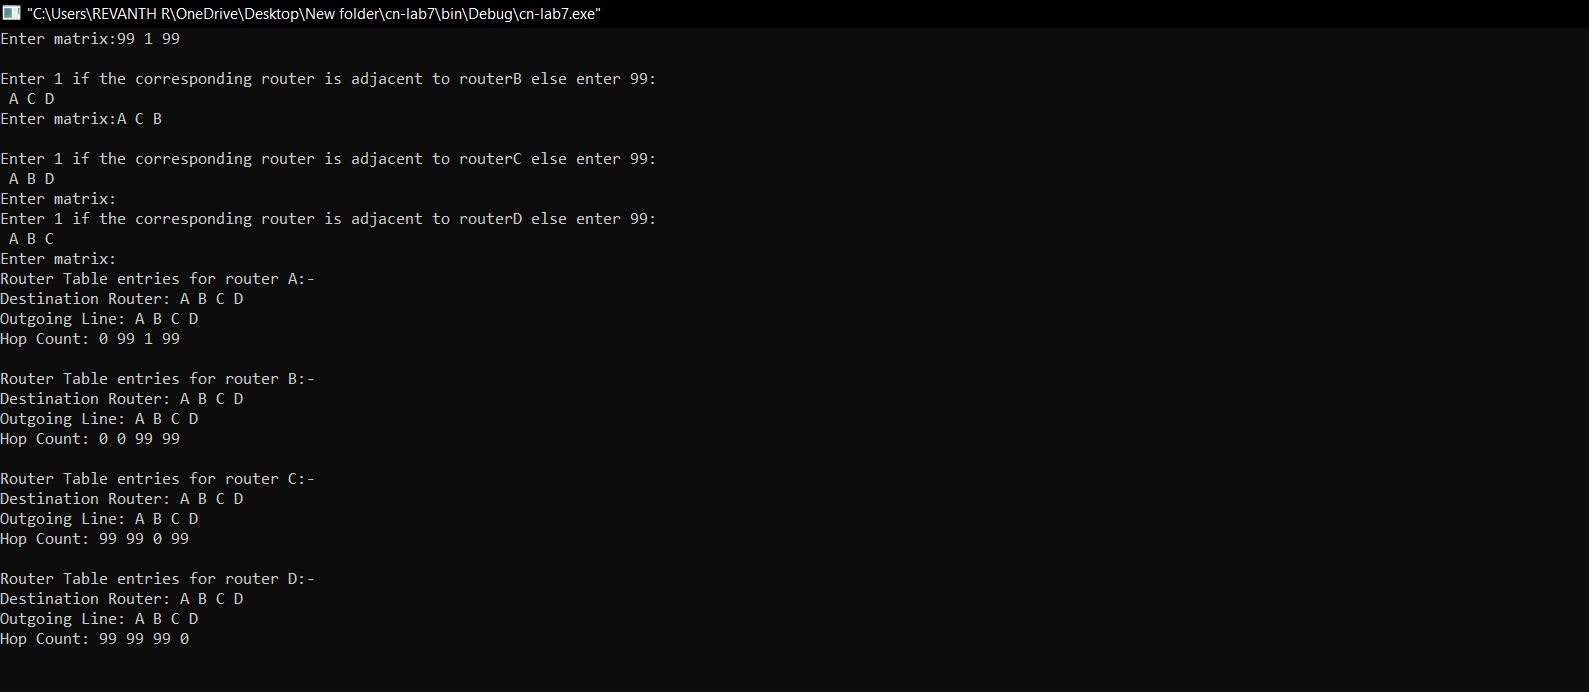 "C:\Users\REVANTH R\OneDrive\Desktop\New folder\cn-lab7\bin\Debug\cn-lab7.exe"
Enter matrix:99 1 99
Enter 1 if the corresponding router is adjacent to routerB else enter 99:
A C D
Enter matrix:A C B
Enter 1 if the corresponding router is adjacent to routerC else enter 99:
A B D
Enter matrix:
Enter 1 if the corresponding router is adjacent to routerD else enter 99:
A B C
Enter matrix:
Router Table entries for router A:-
Destination Router: A B C D
Outgoing Line: A B C D
Hop Count: 0 99 1 99
Router Table entries for router B:-
Destination Router: A B C D
Outgoing Line: A B C D
Hop Count: 0 0 99 99
Router Table entries for router C:-
Destination Router: A B C D
Outgoing Line: A B C D
Hop Count: 99 99 0 99
Router Table entries for router D:-
Destination Router: A B C D
Outgoing Line: A B C D
Hop Count: 99 99 99 0